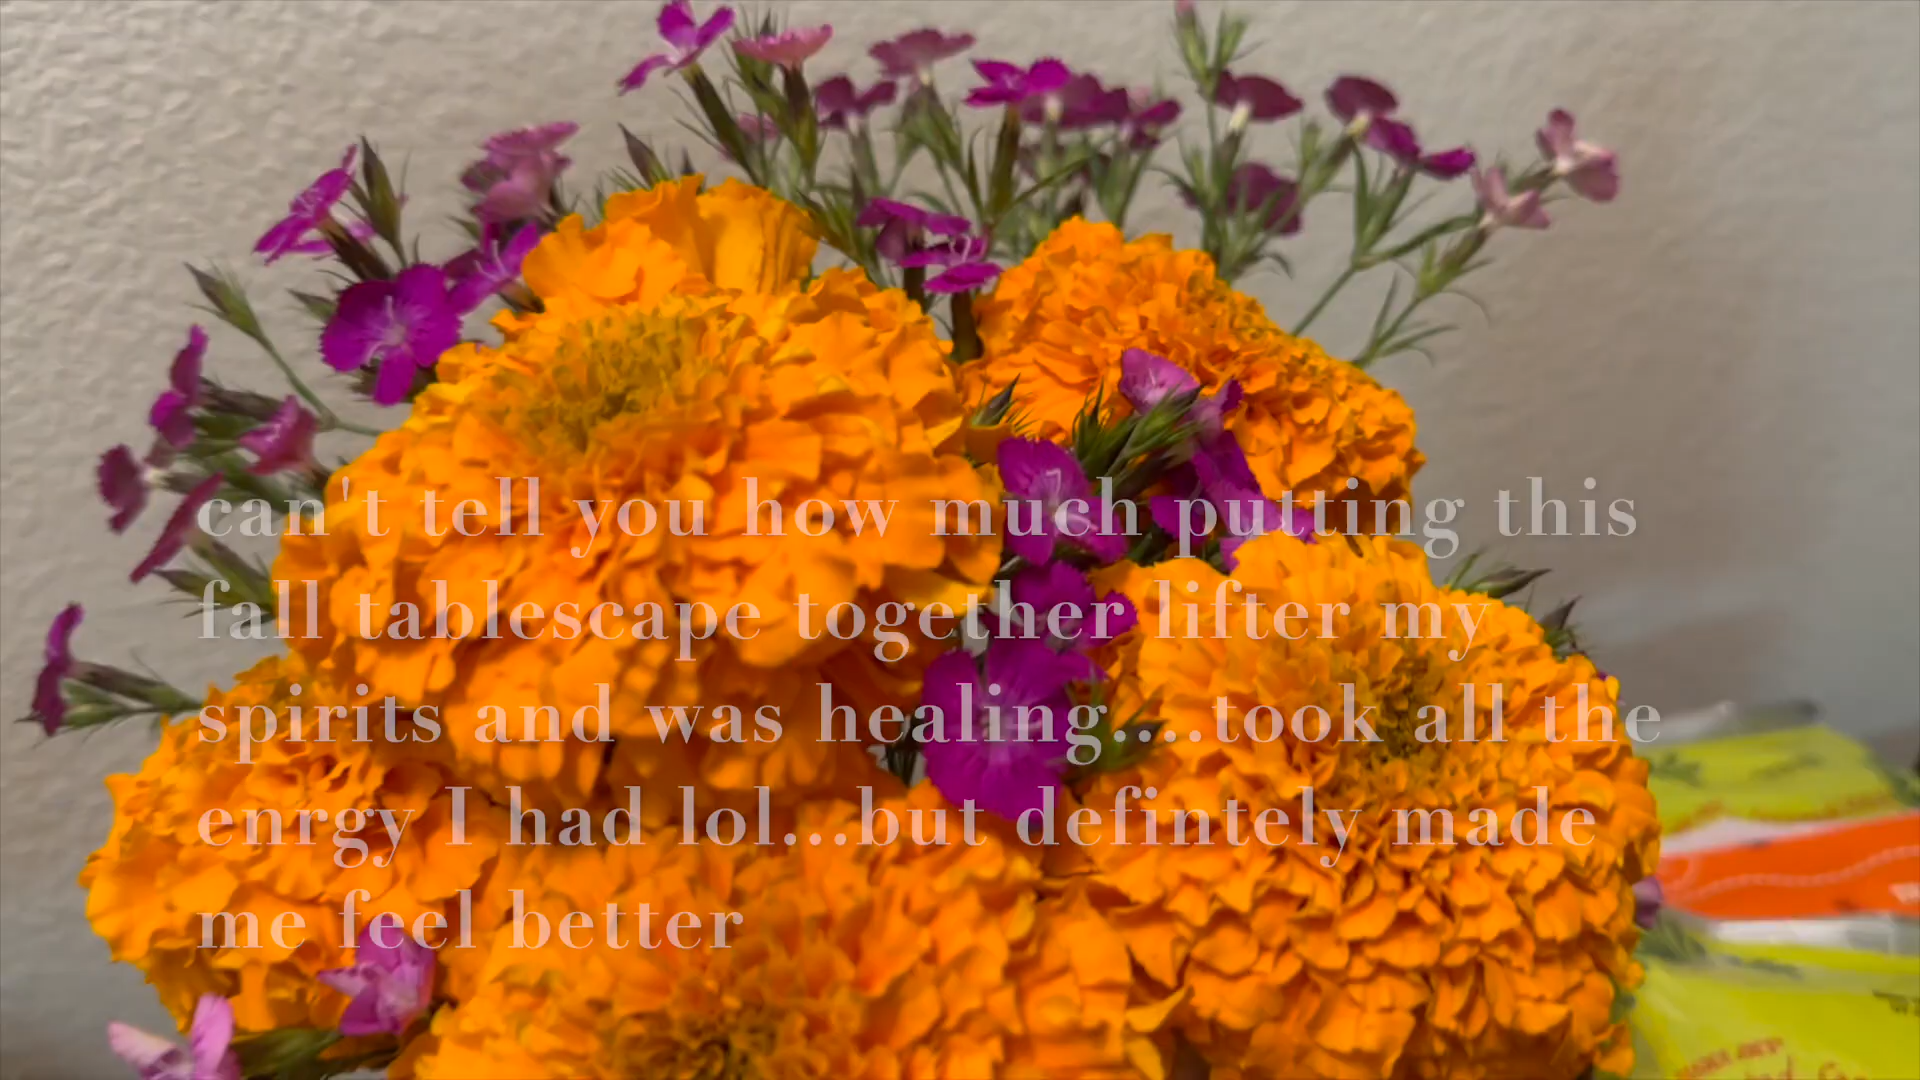 can't tell you how much putting this
fall tablescape together lifter my
spirits and was healing....took all the
enrgy I had lol...but defintely made
me feel better